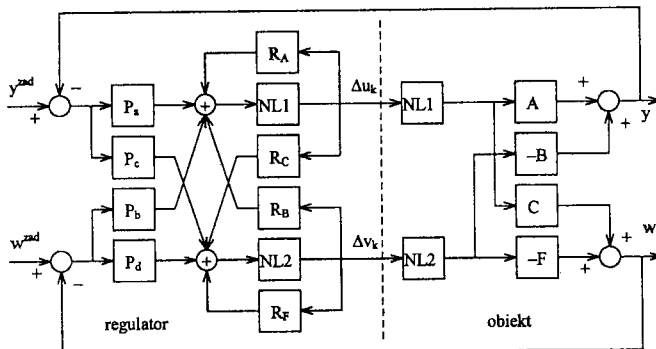 R_A
y^zad
−
+
P_a
+
NL1
Δu_k
NL1
A
+
+
y
P_c
R_C
−B
P_b
R_B
C
w^zad
+
−
P_d
+
NL2
Δv_k
NL2
−F
+
+
w
R_F
regulator
obiekt